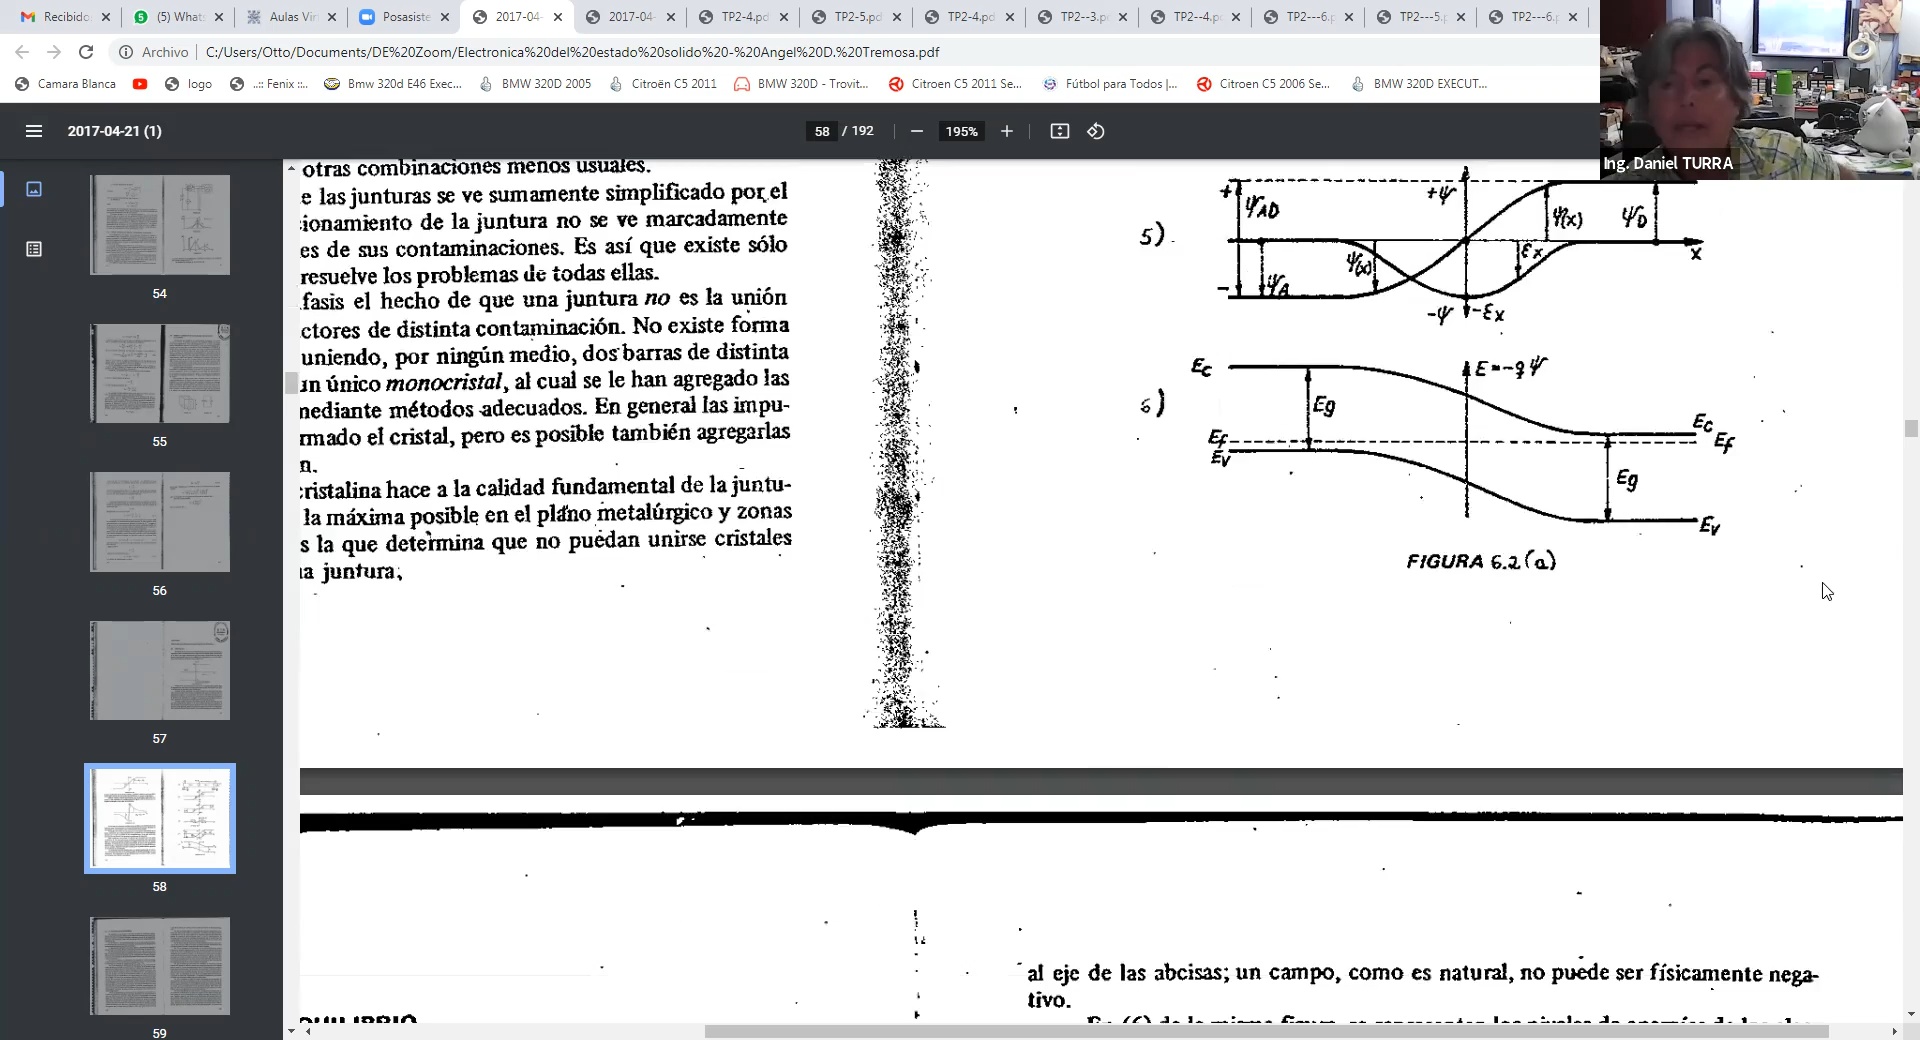 Recibido:
(5) Whats
Aulas Vir
Posasiste
2017-04-
2017-04-
TP2-4.pd
TP2-5.pd
TP2-4.pd
TP2--3.p
TP2--4.p
TP2---6.p
TP2---5.p
TP2---6.p
Archivo
C:/Users/Otto/Documents/DE%20Zoom/Electronica%20del%20estado%20solido%20-%20Angel%20D.%20Tremosa.pdf
Camara Blanca
logo
..:: Fenix ::..
Bmw 320d E46 Exec...
BMW 320D 2005
Citroën C5 2011
BMW 320D - Trovit...
Citroen C5 2011 Se...
Fútbol para Todos |...
Citroen C5 2006 Se...
BMW 320D EXECUT...
2017-04-21 (1)
58 / 192
195%
Ing. Daniel TURRA
54
55
56
57
58
59
otras combinaciones menos usuales.
e las junturas se ve sumamente simplificado por el
cionamiento de la juntura no se ve marcadamente
es de sus contaminaciones. Es así que existe sólo
resuelve los problemas de todas ellas.
fasis el hecho de que una juntura no es la unión
ctores de distinta contaminación. No existe forma
uniendo, por ningún medio, dos barras de distinta
un único monocristal, al cual se le han agregado las
mediante métodos adecuados. En general las impu-
rmado el cristal, pero es posible también agregarlas
n.
cristalina hace a la calidad fundamental de la juntu-
la máxima posible en el plano metalúrgico y zonas
s la que determina que no puedan unirse cristales
na juntura;
5)
+
ψAD
+ψ
ψ(x)
ψD
ψ(x)
εx
x
-
ψA
-ψ
-εx
6)
Ec
E=-qψ
Eg
Ec
Ef
Ef
Ev
Eg
Ev
FIGURA 6.2(a)
al eje de las abcisas; un campo, como es natural, no puede ser físicamente nega-
tivo.